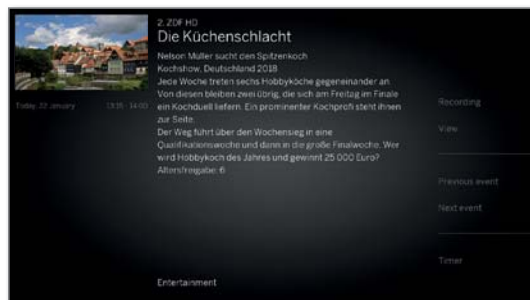 2. ZDF HD
Die Küchenschlacht
Nelson Müller sucht den Spitzenkoch
Kochshow, Deutschland 2018
Jede Woche treten sechs Hobbyköche gegeneinander an.
Von diesen bleiben zwei übrig, die sich am Freitag im Finale
ein Kochduell liefern. Ein prominenter Kochprofi steht ihnen
zur Seite.
Der Weg führt über den Wochensieg in eine
Qualifikationswoche und dann in die große Finalwoche. Wer
wird Hobbykoch des Jahres und gewinnt 25 000 Euro?
Altersfreigabe: 6
Today, 22. January 13:15 - 14:00
Recording
View
Previous event
Next event
Timer
Entertainment